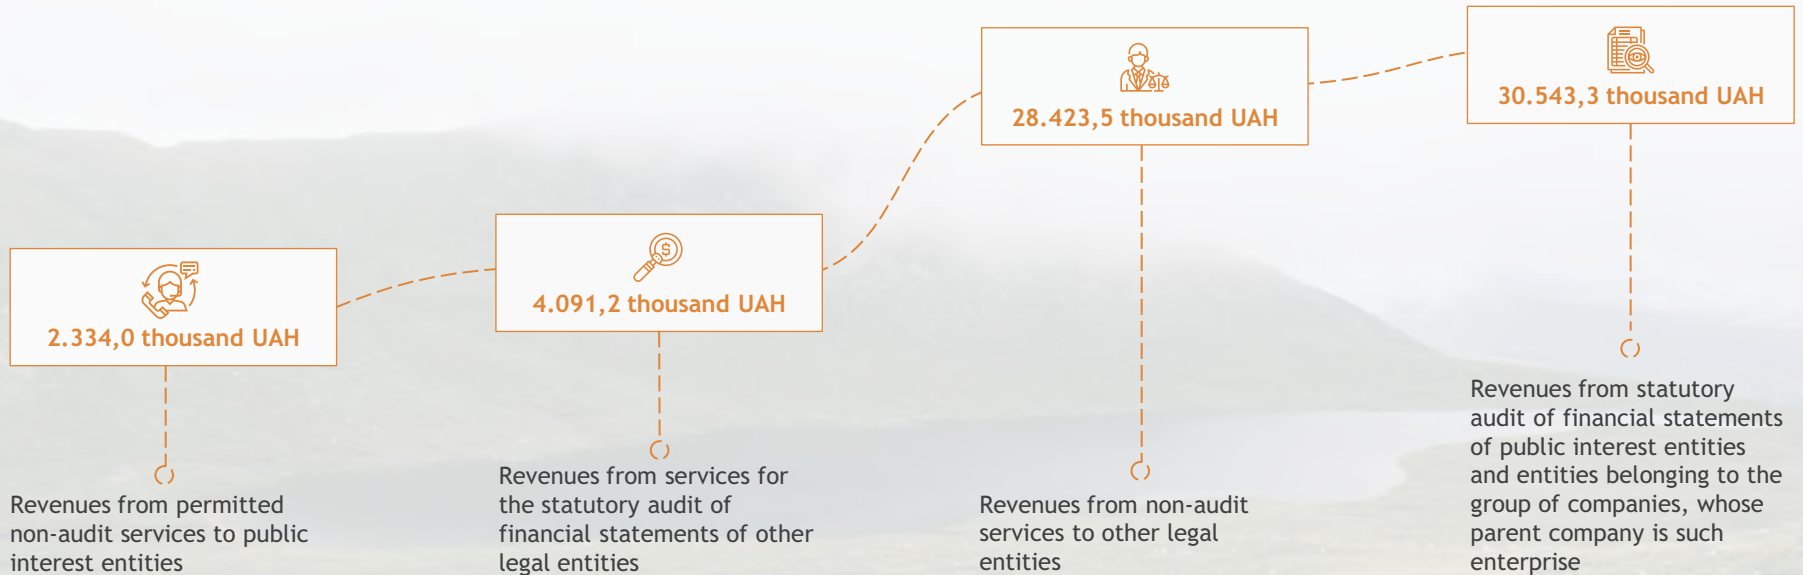 2.334,0 thousand UAH
Revenues from permitted
non-audit services to public
interest entities
4.091,2 thousand UAH
Revenues from services for
the statutory audit of
financial statements of other
legal entities
28.423,5 thousand UAH
Revenues from non-audit
services to other legal
entities
30.543,3 thousand UAH
Revenues from statutory
audit of financial statements
of public interest entities
and entities belonging to the
group of companies, whose
parent company is such
enterprise